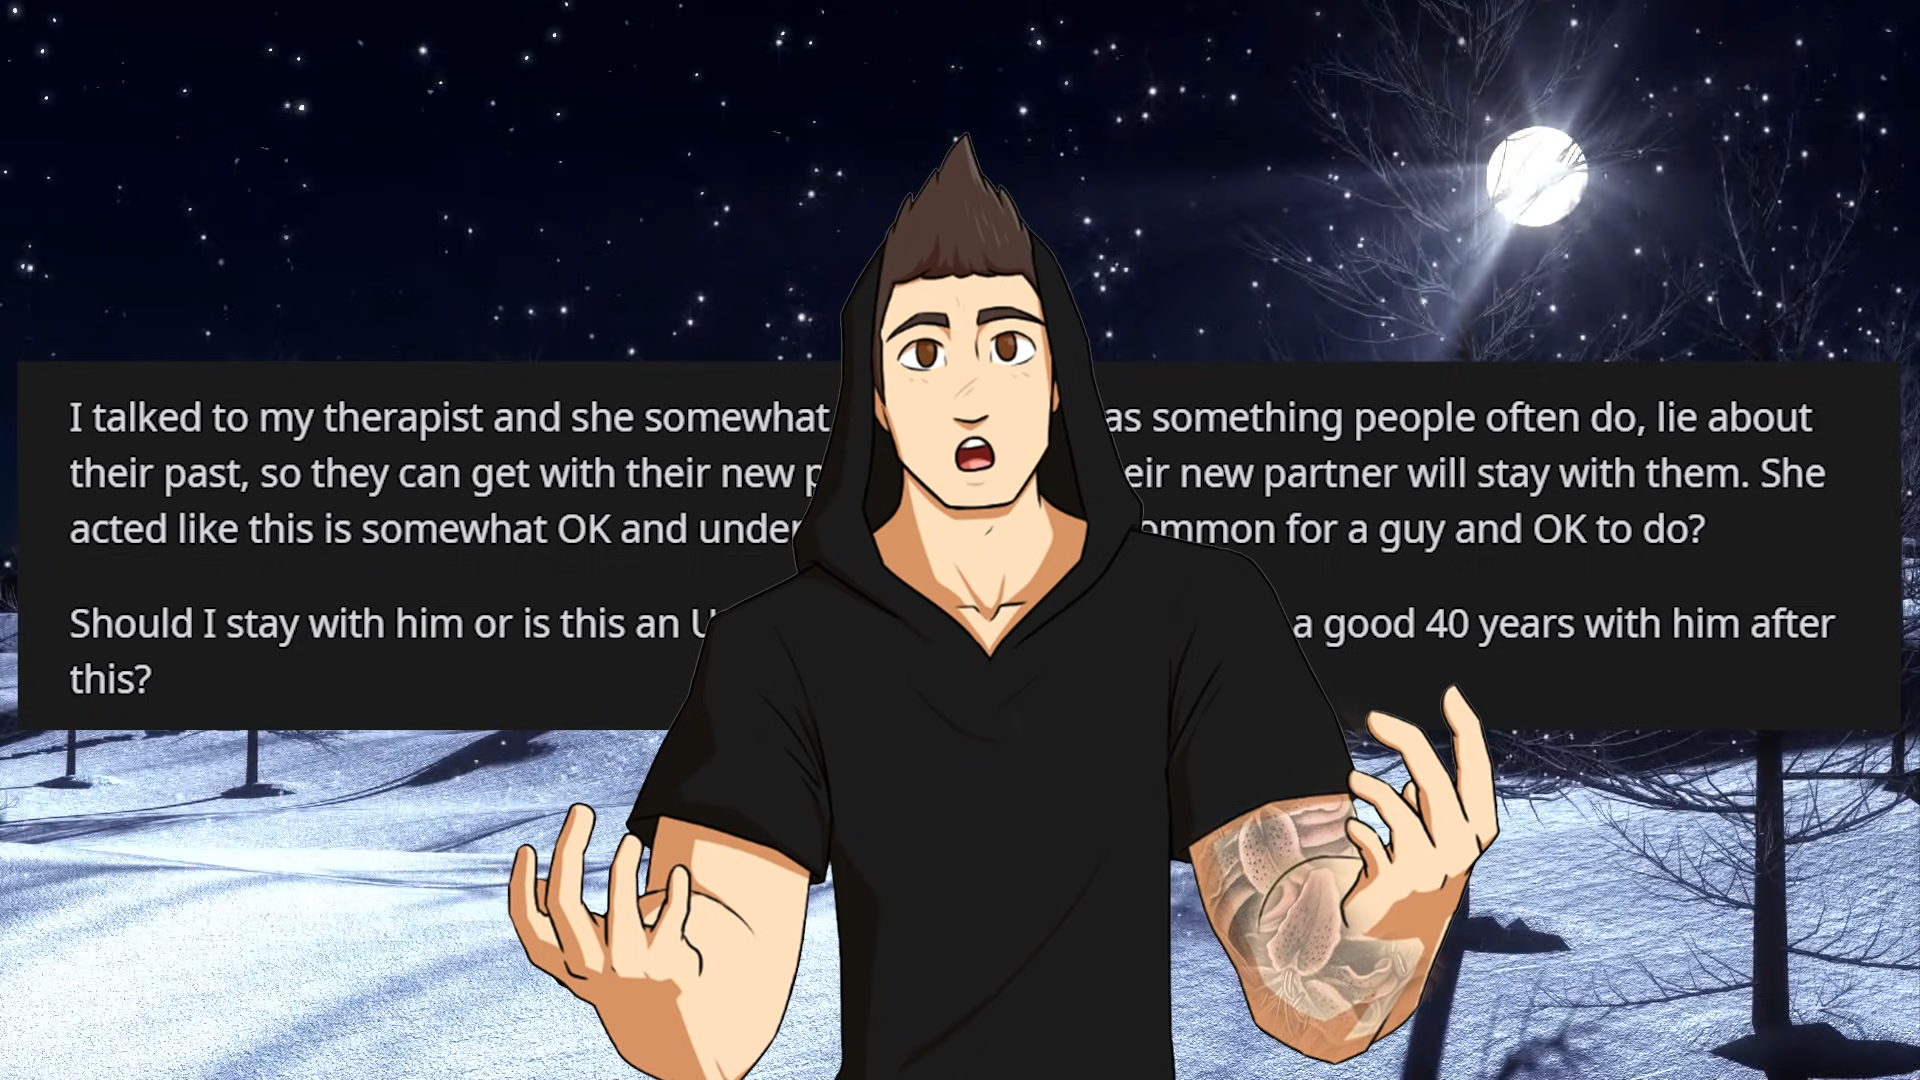 I talked to my therapist and she somewhat as something people often do, lie about
their past, so they can get with their new their new partner will stay with them. She
acted like this is somewhat OK and common for a guy and OK to do?
Should I stay with him or is this an a good 40 years with him after
this?